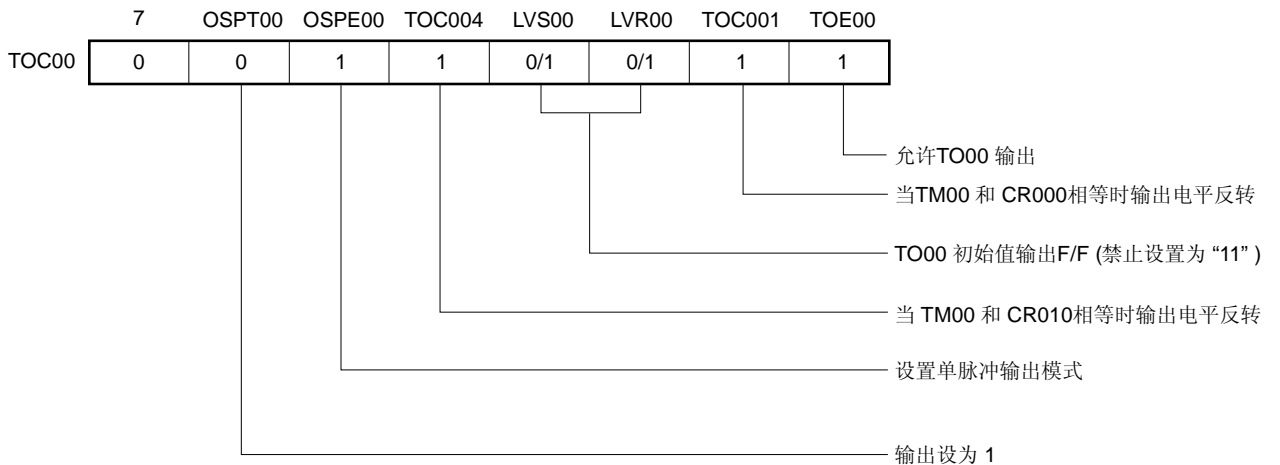 7 OSPT00 OSPE00 TOC004 LVS00 LVR00 TOC001 TOE00
TOC00 0 0 1 1 0/1 0/1 1 1
允许TO00 输出
当TM00 和 CR000相等时输出电平反转
TO00 初始值输出F/F (禁止设置为 “11” )
当 TM00 和 CR010相等时输出电平反转
设置单脉冲输出模式
输出设为 1